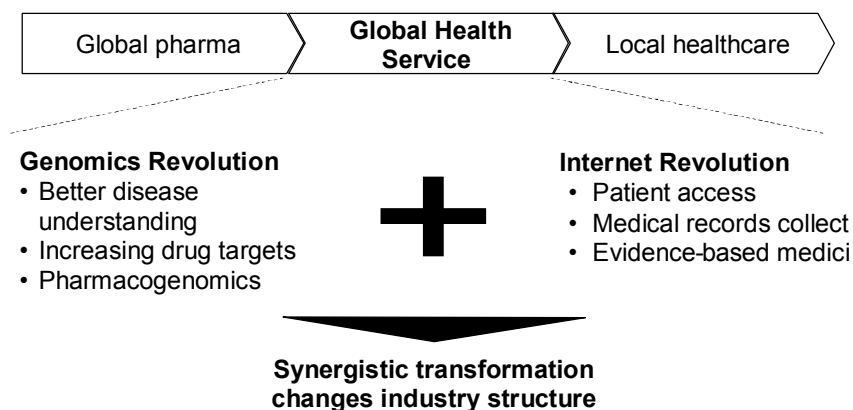 Global pharma
Global Health
Service
Local healthcare
Genomics Revolution
• Better disease
understanding
• Increasing drug targets
• Pharmacogenomics
Internet Revolution
• Patient access
• Medical records collect
• Evidence-based medici
Synergistic transformation
changes industry structure